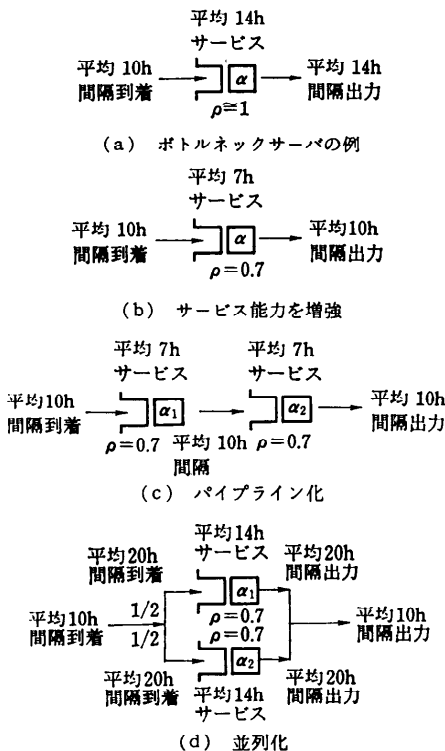 平均 14h
サービス
平均 10h
間隔到着
α
平均 14h
間隔出力
ρ≅1
(a) ボトルネックサーバの例
平均 7h
サービス
平均 10h
間隔到着
α
平均10h
間隔出力
ρ=0.7
(b) サービス能力を増強
平均 7h
サービス
平均 7h
サービス
平均10h
間隔到着
α₁
α₂
平均 10h
間隔出力
ρ=0.7
平均 10h
間隔
ρ=0.7
(c) パイプライン化
平均14h
サービス
平均20h
間隔到着
平均20h
間隔出力
α₁
平均10h
間隔到着
1/2
1/2
ρ=0.7
ρ=0.7
平均10h
間隔出力
α₂
平均20h
間隔到着
平均20h
間隔出力
平均14h
サービス
(d) 並列化